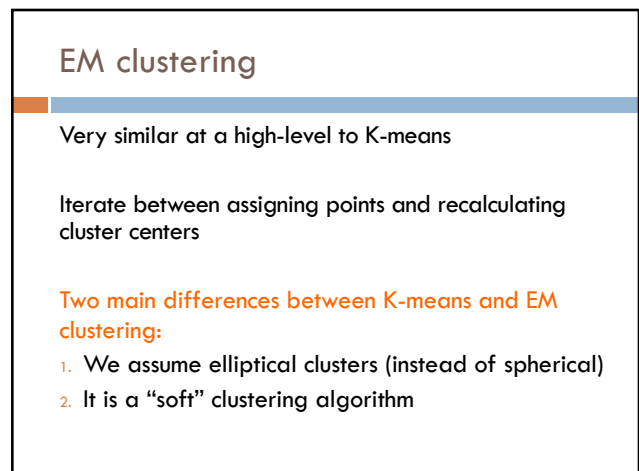 EM clustering
Very similar at a high-level to K-means
Iterate between assigning points and recalculating
cluster centers
Two main differences between K-means and EM
clustering:
1. We assume elliptical clusters (instead of spherical)
2. It is a “soft” clustering algorithm